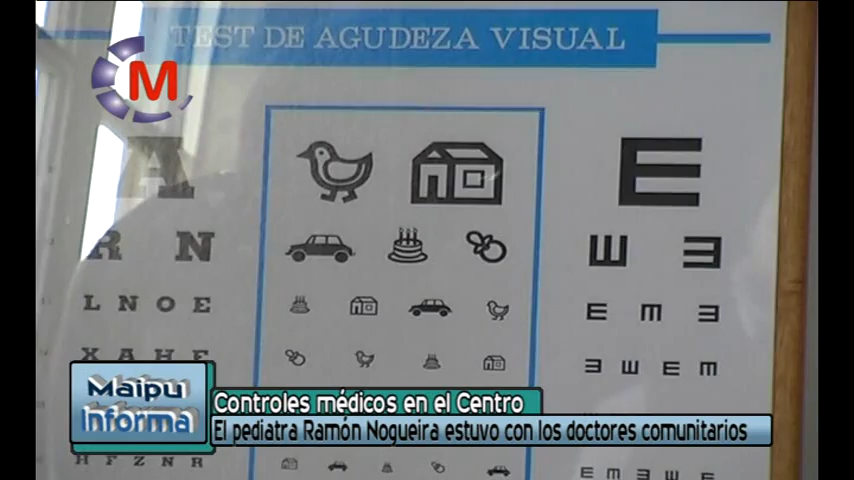 TEST DE AGUDEZA VISUAL
M
A
E
R N
Ш Ǝ
L N O E
E m Ǝ
X A H E
Ǝ Ш E m
Maipu
Informa
Controles médicos en el Centro
El pediatra Ramón Nogueira estuvo con los doctores comunitarios
H F Z N R
E m Ǝ Ш E